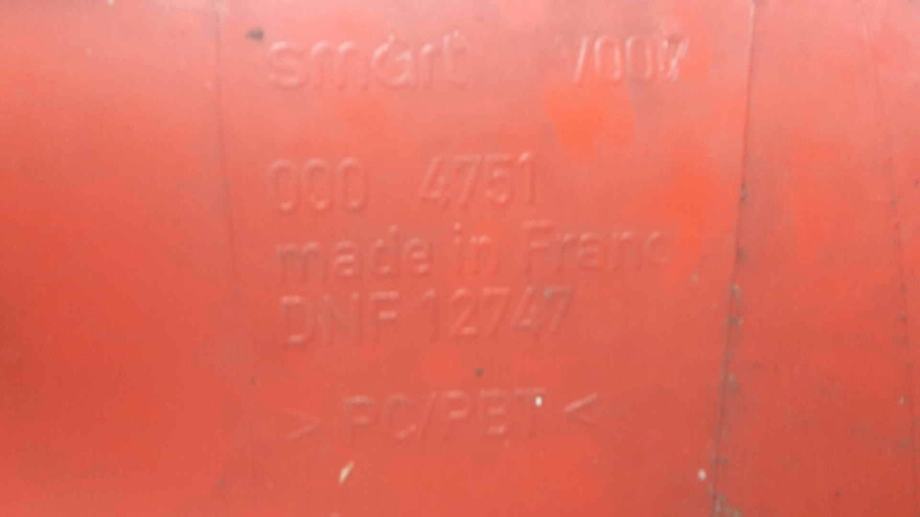 smart
000 4751
made in Franc
DNF 12747
> PC/PBT <